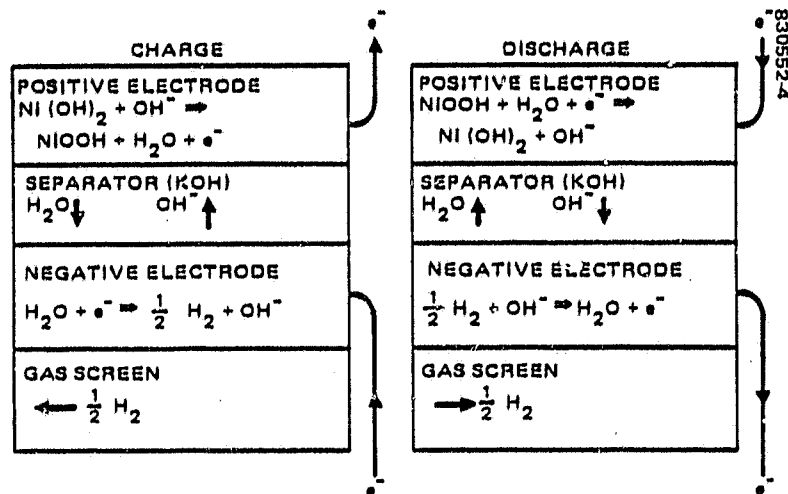 e⁻
CHARGE
POSITIVE ELECTRODE
NI (OH)₂ + OH⁻ ⇒
NIOOH + H₂O + e⁻
SEPARATOR (KOH)
H₂O↓ OH⁻↑
NEGATIVE ELECTRODE
H₂O + e⁻ ⇒ 1/2 H₂ + OH⁻
GAS SCREEN
← 1/2 H₂
e⁻
e⁻
DISCHARGE
POSITIVE ELECTRODE
NIOOH + H₂O + e⁻ ⇒
NI (OH)₂ + OH⁻
SEPARATOR (KOH)
H₂O↑ OH⁻↓
NEGATIVE ELECTRODE
1/2 H₂ + OH⁻ ⇒ H₂O + e⁻
GAS SCREEN
→ 1/2 H₂
e⁻
830552-4